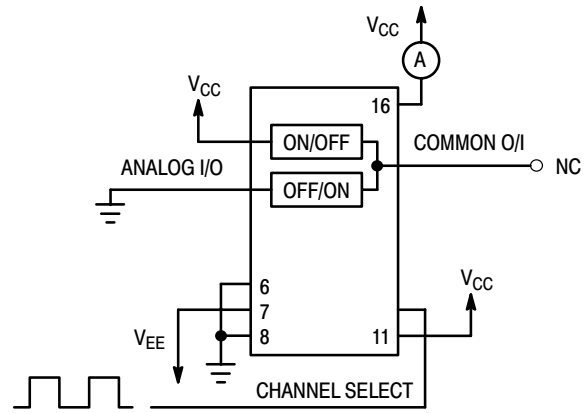 V_CC
A
V_CC
16
ON/OFF
COMMON O/I
ANALOG I/O
OFF/ON
NC
6
7
V_CC
8
11
V_EE
CHANNEL SELECT